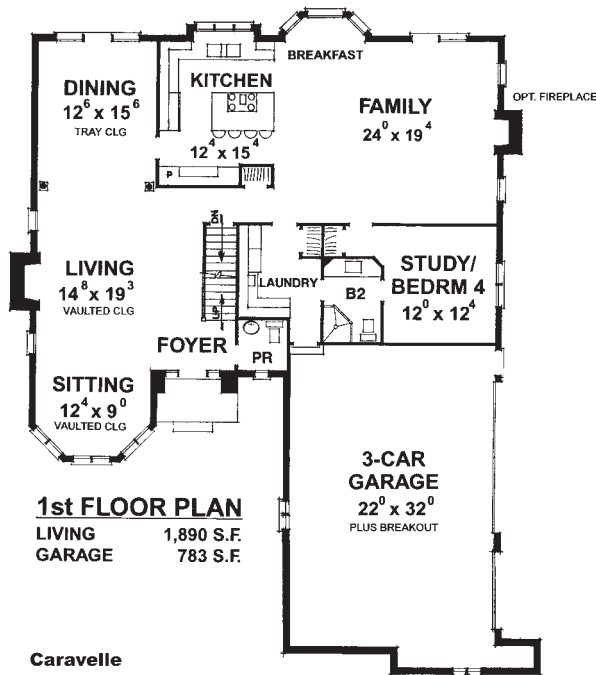 BREAKFAST
DINING
12⁶ x 15⁶
TRAY CLG
KITCHEN
12⁴ x 15⁴
FAMILY
24⁰ x 19⁴
OPT. FIREPLACE
P
DN
UP
LIVING
14⁸ x 19³
VAULTED CLG
LAUNDRY
B2
STUDY/
BEDRM 4
12⁰ x 12⁴
FOYER
PR
SITTING
12⁴ x 9⁰
VAULTED CLG
3-CAR
GARAGE
22⁰ x 32⁰
PLUS BREAKOUT
1st FLOOR PLAN
LIVING 1,890 S.F.
GARAGE 783 S.F.
Caravelle